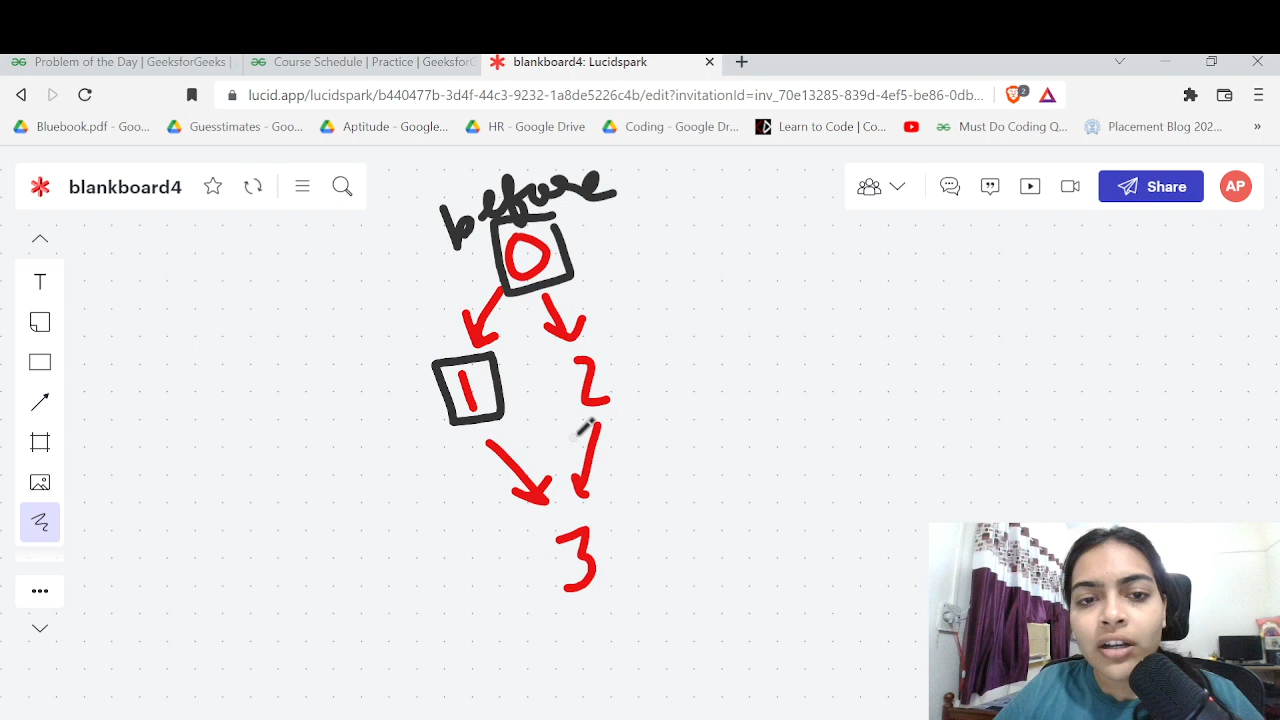 Problem of the Day | GeeksforGeeks |
Course Schedule | Practice | GeeksforG
blankboard4: Lucidspark
lucid.app/lucidspark/b440477b-3d4f-44c3-9232-1a8de5226c4b/edit?invitationId=inv_70e13285-839d-4ef5-be86-0db...
2
Bluebook.pdf - Goo...
Guesstimates - Goo...
Aptitude - Google...
HR - Google Drive
Coding - Google Dr...
Learn to Code | Co...
Must Do Coding Q...
Placement Blog 202...
»
blankboard4
Share
AP
T
before
0
1 2
3